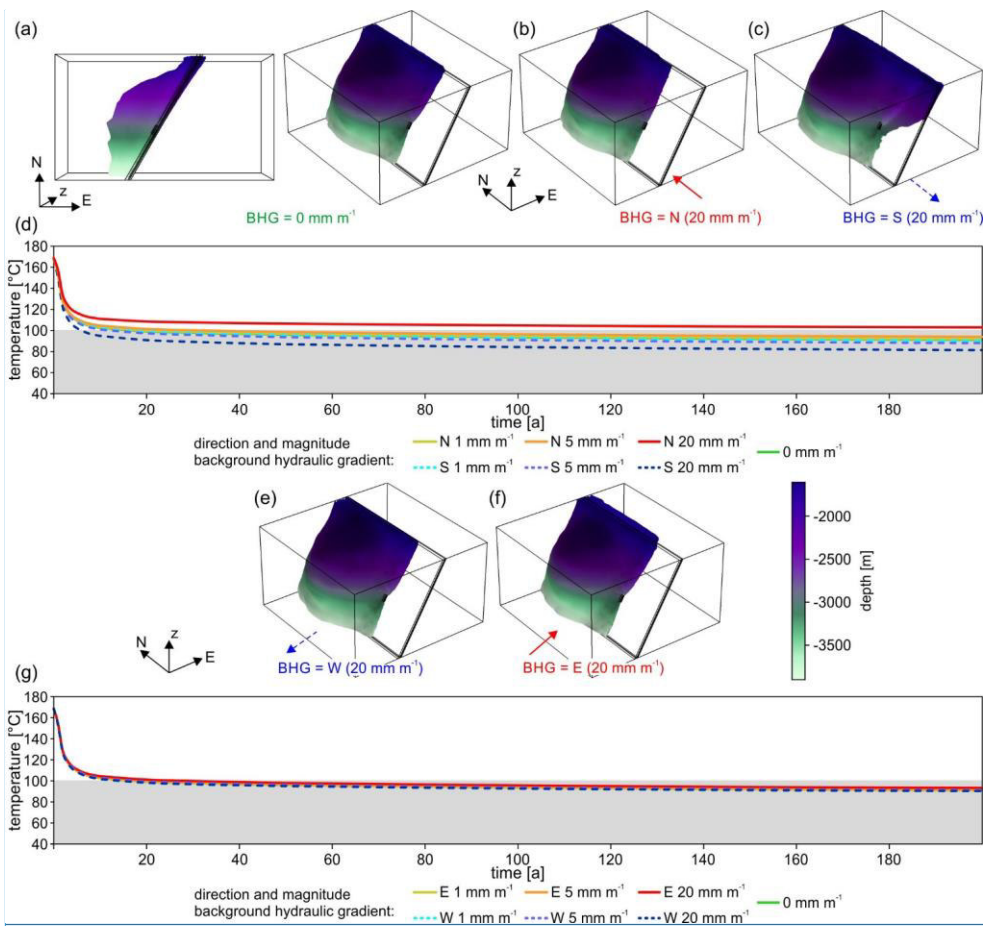 (a)
(b)
(c)
N
z
E
BHG = 0 mm m⁻¹
N
z
E
BHG = N (20 mm m⁻¹)
BHG = S (20 mm m⁻¹)
(d)
temperature [°C]
180
160
140
120
100
80
60
40
20 40 60 80 100 120 140 160 180
time [a]
direction and magnitude
background hydraulic gradient:
N 1 mm m⁻¹ N 5 mm m⁻¹ N 20 mm m⁻¹ 0 mm m⁻¹
S 1 mm m⁻¹ S 5 mm m⁻¹ S 20 mm m⁻¹
(e)
(f)
N
z
E
BHG = W (20 mm m⁻¹)
BHG = E (20 mm m⁻¹)
-2000
-2500
-3000
-3500
depth [m]
(g)
temperature [°C]
180
160
140
120
100
80
60
40
20 40 60 80 100 120 140 160 180
time [a]
direction and magnitude
background hydraulic gradient:
E 1 mm m⁻¹ E 5 mm m⁻¹ E 20 mm m⁻¹ 0 mm m⁻¹
W 1 mm m⁻¹ W 5 mm m⁻¹ W 20 mm m⁻¹